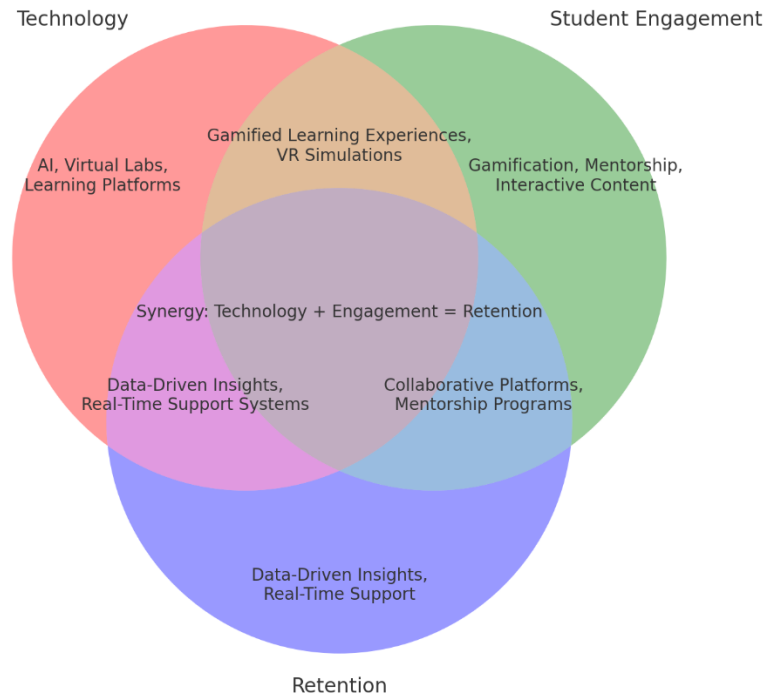 Technology
Student Engagement
Gamified Learning Experiences,
VR Simulations
AI, Virtual Labs,
Learning Platforms
Gamification, Mentorship,
Interactive Content
Synergy: Technology + Engagement = Retention
Data-Driven Insights,
Real-Time Support Systems
Collaborative Platforms,
Mentorship Programs
Data-Driven Insights,
Real-Time Support
Retention